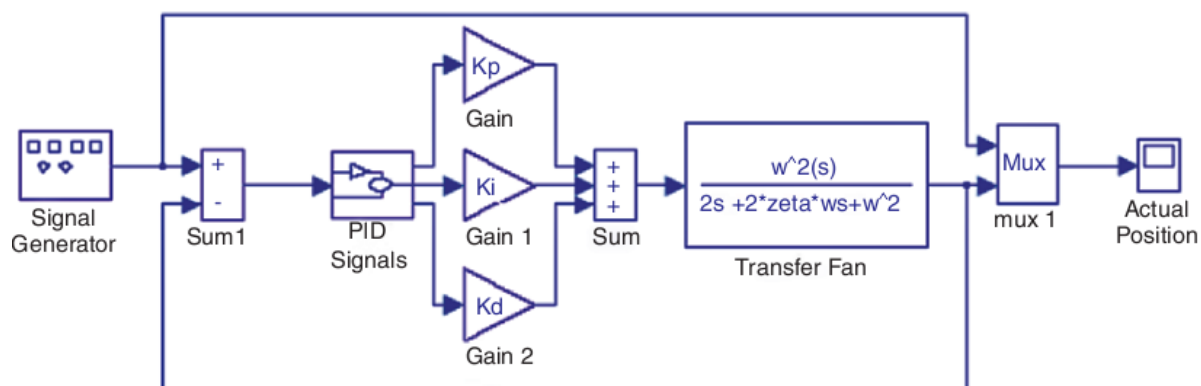 Kp
Gain
Signal
Generator
+
-
Sum1
PID
Signals
Ki
Gain 1
Kd
Gain 2
+
+
+
Sum
w^2(s)
2s +2*zeta*ws+w^2
Transfer Fan
Mux
mux 1
Actual
Position